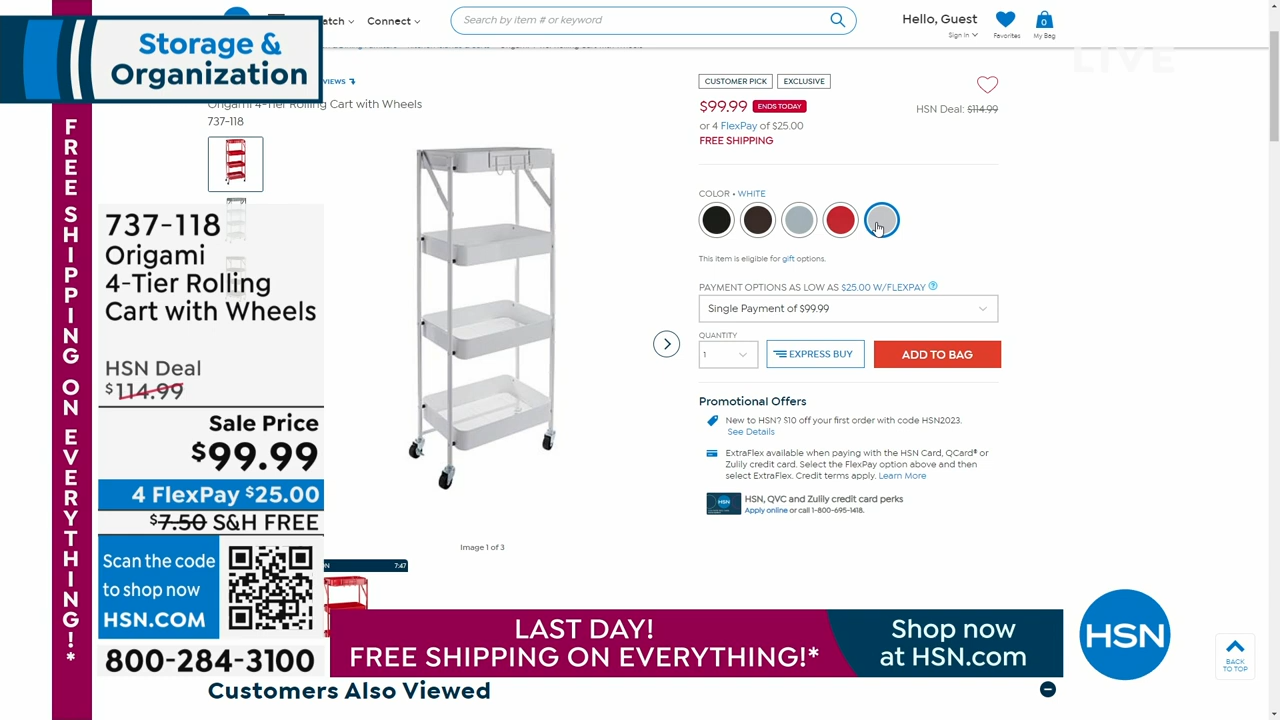 Storage &
Organization
atch
Connect
Search by item # or keyword
Hello, Guest
Sign In
Favorites
0
My Bag
LIVE
FREE SHIPPING ON EVERYTHING!*
VIEWS
Origami 4-Tier Rolling Cart with Wheels
737-118
CUSTOMER PICK
EXCLUSIVE
$99.99
ENDS TODAY
HSN Deal: $114.99
or 4 FlexPay of $25.00
FREE SHIPPING
COLOR • WHITE
This item is eligible for gift options.
PAYMENT OPTIONS AS LOW AS $25.00 W/FLEXPAY
Single Payment of $99.99
QUANTITY
1
EXPRESS BUY
ADD TO BAG
Promotional Offers
New to HSN? $10 off your first order with code HSN2023.
See Details
ExtraFlex available when paying with the HSN Card, QCard® or
Zulily credit card. Select the FlexPay option above and then
select ExtraFlex. Credit terms apply. Learn More
HSN
HSN, QVC and Zulily credit card perks
Apply online or call 1-800-695-1418.
737-118
Origami
4-Tier Rolling
Cart with Wheels
HSN Deal
$114.99
Sale Price
$99.99
4 FlexPay $25.00
$7.50 S&H FREE
Scan the code
to shop now
HSN.COM
800-284-3100
Image 1 of 3
7:47
LAST DAY!
FREE SHIPPING ON EVERYTHING!*
Shop now
at HSN.com
HSN
BACK
TO TOP
Customers Also Viewed